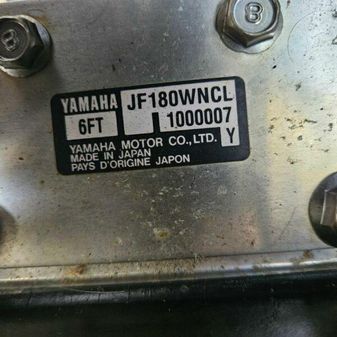 B
B
YAMAHA JF180WNCL
6FT 1000007
YAMAHA MOTOR CO.,LTD. Y
MADE IN JAPAN
PAYS D'ORIGINE JAPON